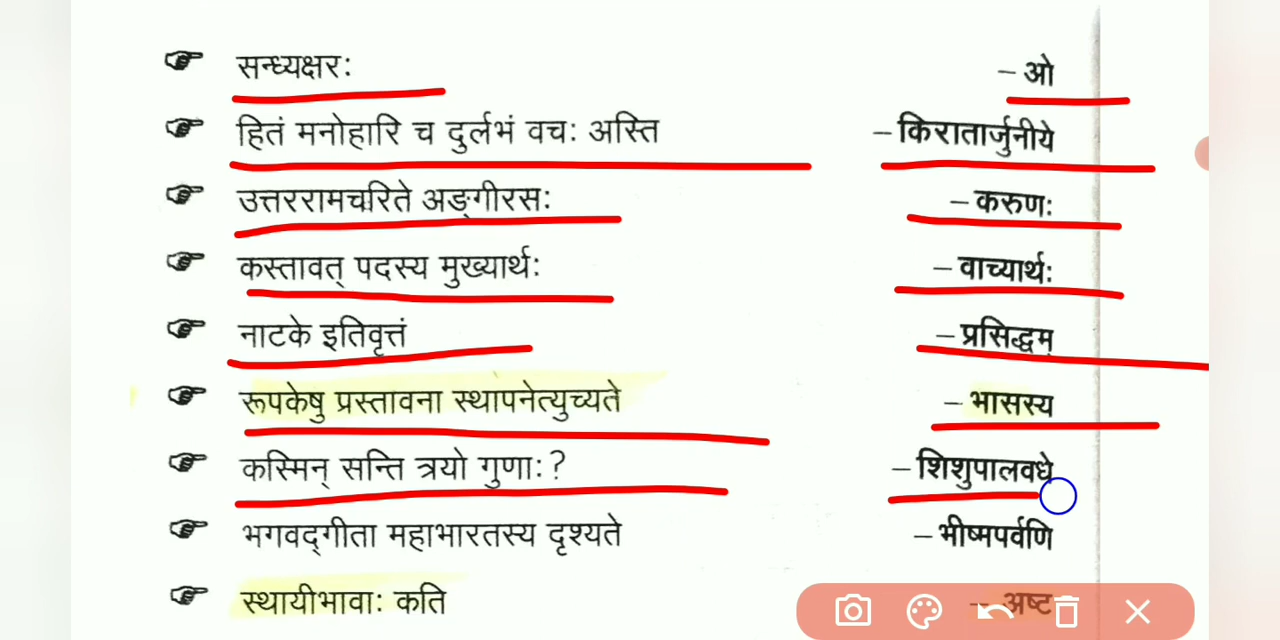 सन्ध्यक्षरः – ओ
हितं मनोहारि च दुर्लभं वचः अस्ति – किरातार्जुनीये
उत्तररामचरिते अङ्गीरसः – करुणः
कस्तावत् पदस्य मुख्यार्थः – वाच्यार्थः
नाटके इतिवृत्तं – प्रसिद्धम्
रूपकेषु प्रस्तावना स्थापनेत्युच्यते – भासस्य
कस्मिन् सन्ति त्रयो गुणाः? – शिशुपालवधे
भगवद्गीता महाभारतस्य दृश्यते – भीष्मपर्वणि
स्थायीभावाः कति – अष्ट